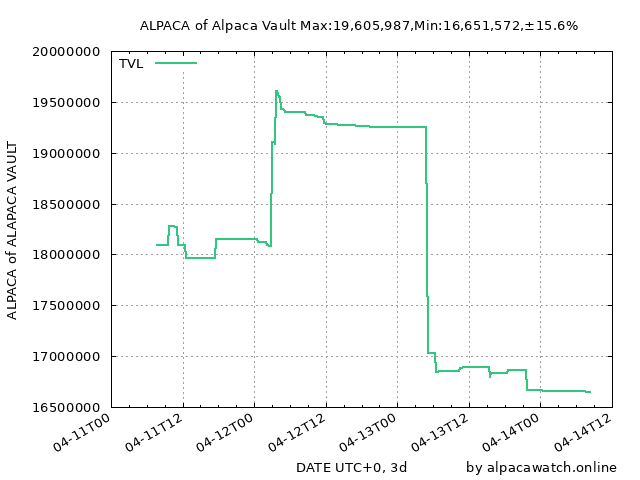 ALPACA of Alpaca Vault Max:19,605,987,Min:16,651,572,±15.6%
TVL
20000000
19500000
19000000
18500000
18000000
17500000
17000000
16500000
ALPACA of ALAPACA VAULT
04-11T00
04-11T12
04-12T00
04-12T12
04-13T00
04-13T12
04-14T00
04-14T12
DATE UTC+0, 3d
by alpacawatch.online